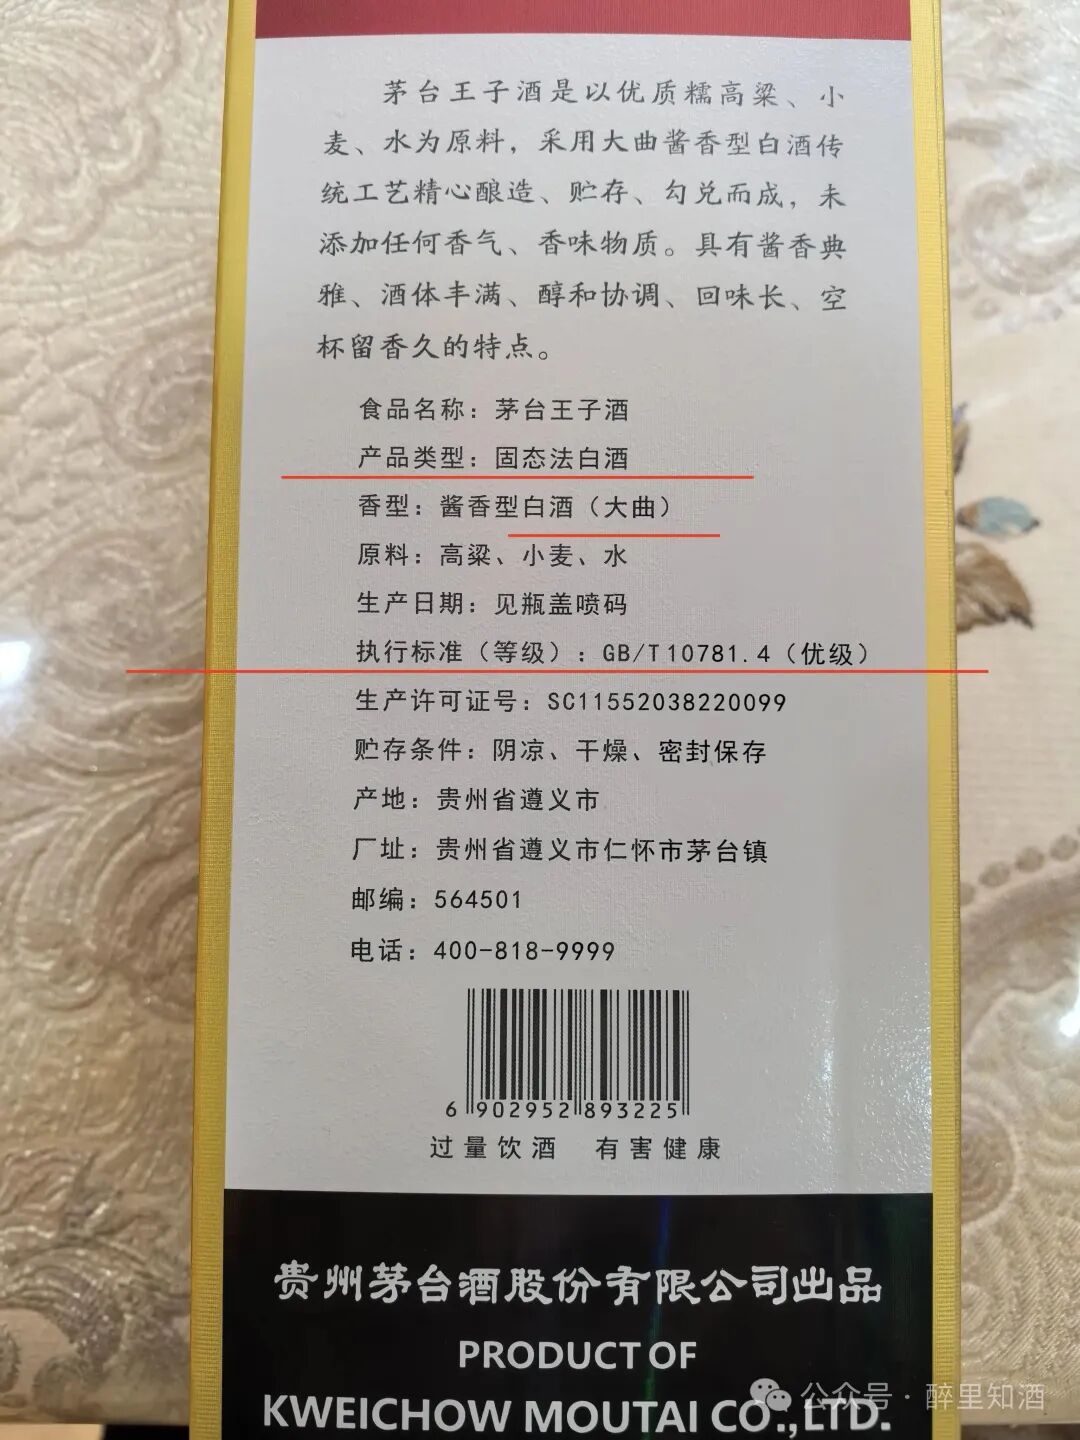 茅台王子酒是以优质糯高粱、小
麦、水为原料，采用大曲酱香型白酒传
统工艺精心酿造、贮存、勾兑而成，未
添加任何香气、香味物质。具有酱香典
雅、酒体丰满、醇和协调、回味长、空
杯留香久的特点。
食品名称：茅台王子酒
产品类型：固态法白酒
香型：酱香型白酒（大曲）
原料：高粱、小麦、水
生产日期：见瓶盖喷码
执行标准（等级）：GB/T10781.4（优级）
生产许可证号：SC11552038220099
贮存条件：阴凉、干燥、密封保存
产地：贵州省遵义市
厂址：贵州省遵义市仁怀市茅台镇
邮编：564501
电话：400-818-9999
6 902952 893225
过量饮酒 有害健康
贵州茅台酒股份有限公司出品
PRODUCT OF
KWEICHOW MOUTAI CO.,LTD.
公众号·醉里知酒